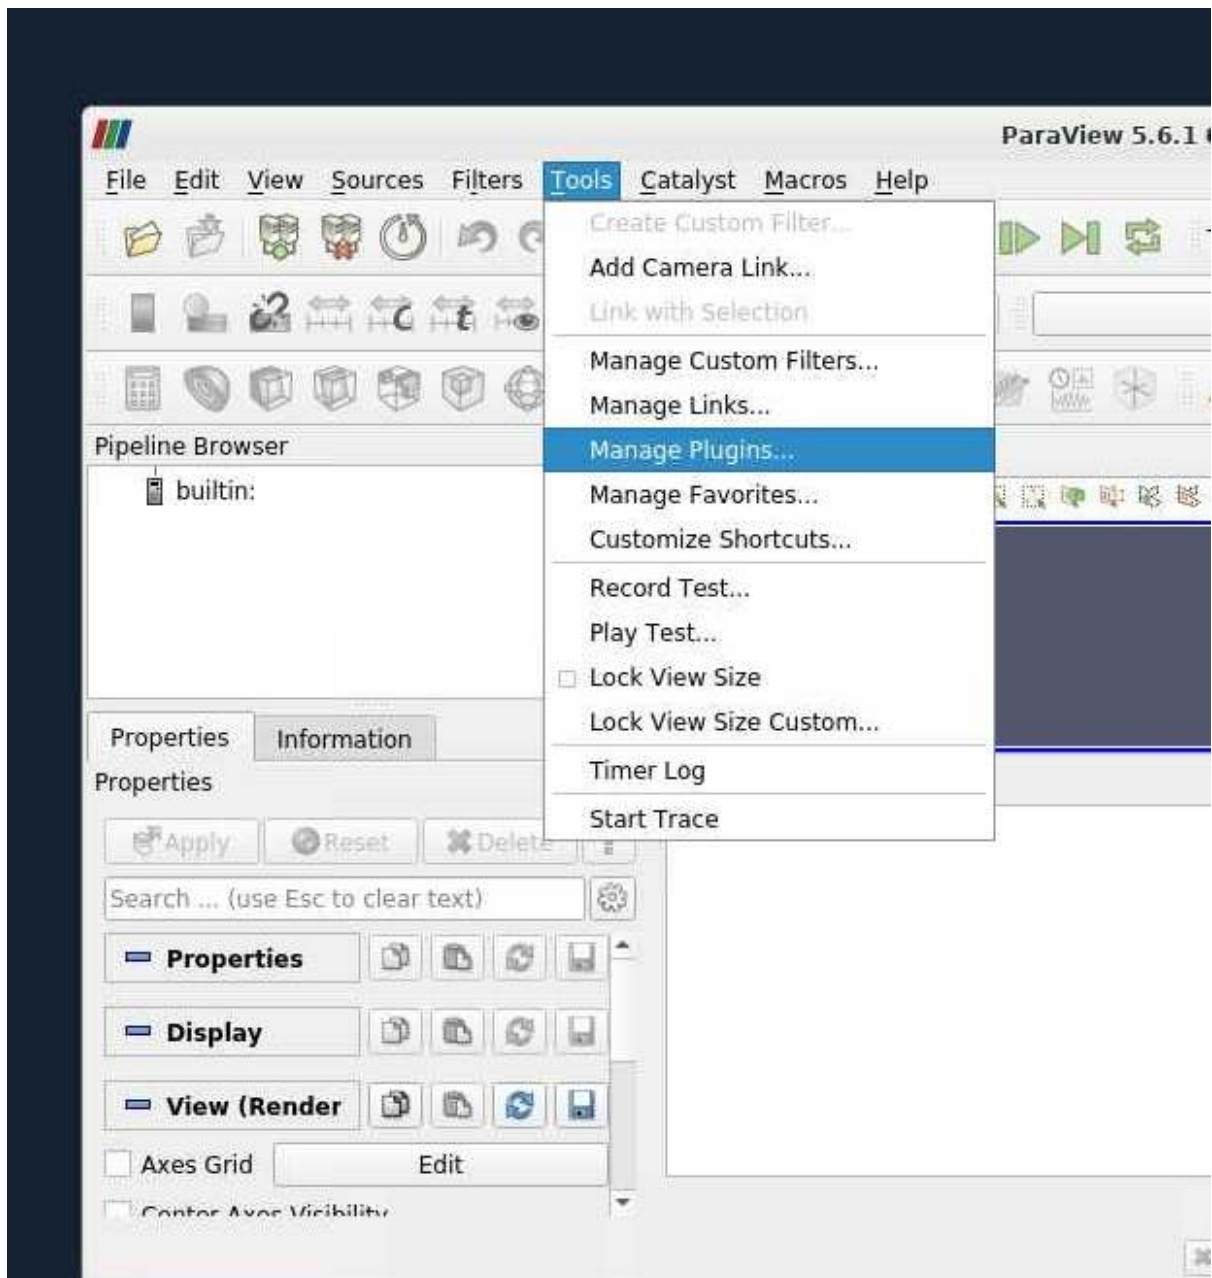 ParaView 5.6.1
File Edit View Sources Filters Tools Catalyst Macros Help
Create Custom Filter...
Add Camera Link...
Link with Selection
Manage Custom Filters...
Manage Links...
Manage Plugins...
Manage Favorites...
Customize Shortcuts...
Record Test...
Play Test...
Lock View Size
Lock View Size Custom...
Timer Log
Start Trace
Pipeline Browser
builtin:
Properties Information
Properties
Apply Reset Delete
Search ... (use Esc to clear text)
Properties
Display
View (Render
Axes Grid Edit
Center Axes Visibility